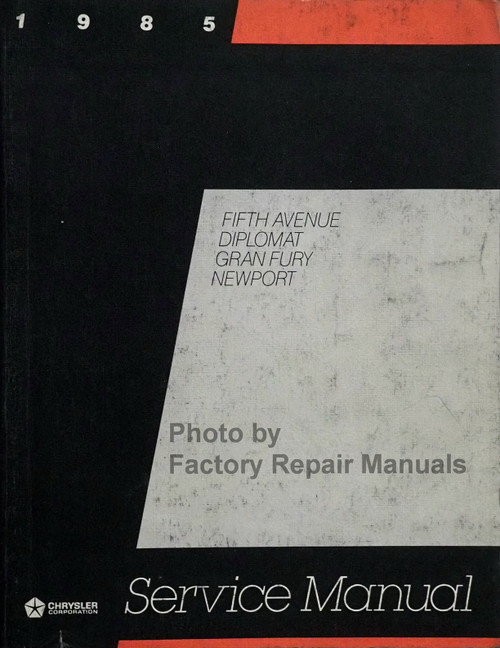 1 9 8 5
FIFTH AVENUE
DIPLOMAT
GRAN FURY
NEWPORT
Photo by
Factory Repair Manuals
CHRYSLER
CORPORATION
Service Manual